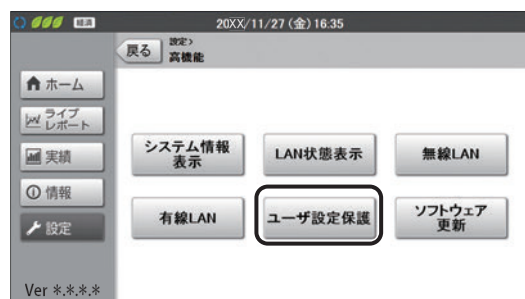 経済
20XX/11/27 (金) 16:35
戻る
設定>
高機能
ホーム
ライブ
レポート
実績
情報
設定
システム情報
表示
LAN状態表示
無線LAN
有線LAN
ユーザ設定保護
ソフトウェア
更新
Ver *.*.*.*